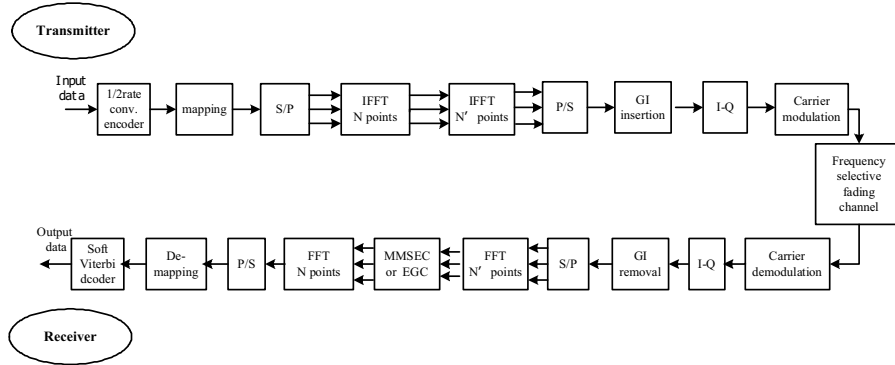 Transmitter
Input
data
1/2rate
conv.
encoder
mapping
S/P
IFFT
N points
IFFT
N′ points
P/S
GI
insertion
I-Q
Carrier
modulation
Frequency
selective
fading
channel
Output
data
Soft
Viterbi
dcoder
De-
mapping
P/S
FFT
N points
MMSEC
or EGC
FFT
N′ points
S/P
GI
removal
I-Q
Carrier
demodulation
Receiver